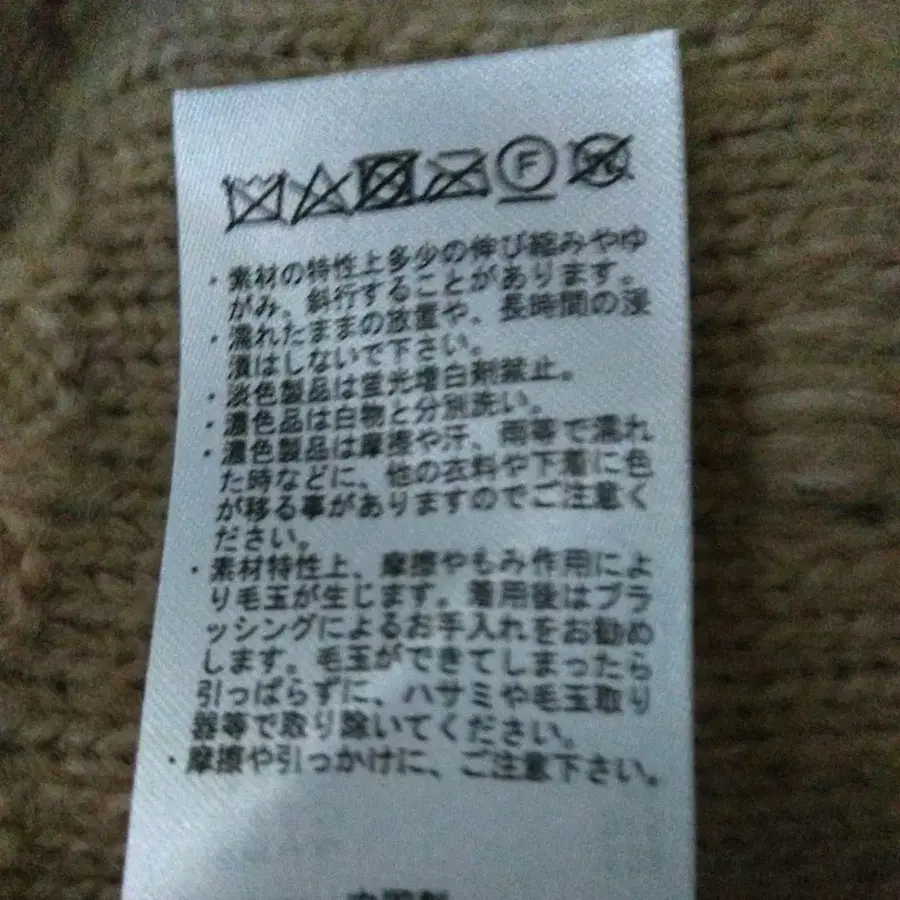 F
・素材の特性上多少の伸び縮みやゆ
がみ、斜行することがあります。
・濡れたままの放置や、長時間の浸
漬はしないで下さい。
・淡色製品は蛍光増白剤禁止。
・濃色品は白物と分別洗い。
・濃色製品は摩擦や汗、雨等で濡れ
た時などに、他の衣料や下着に色
が移る事がありますのでご注意く
ださい。
・素材特性上、摩擦やもみ作用によ
り毛玉が生じます。着用後はブラ
ッシングによるお手入れをお勧め
します。毛玉ができてしまったら
引っぱらずに、ハサミや毛玉取り
器等で取り除いてください。
・摩擦や引っかけに、ご注意下さい。